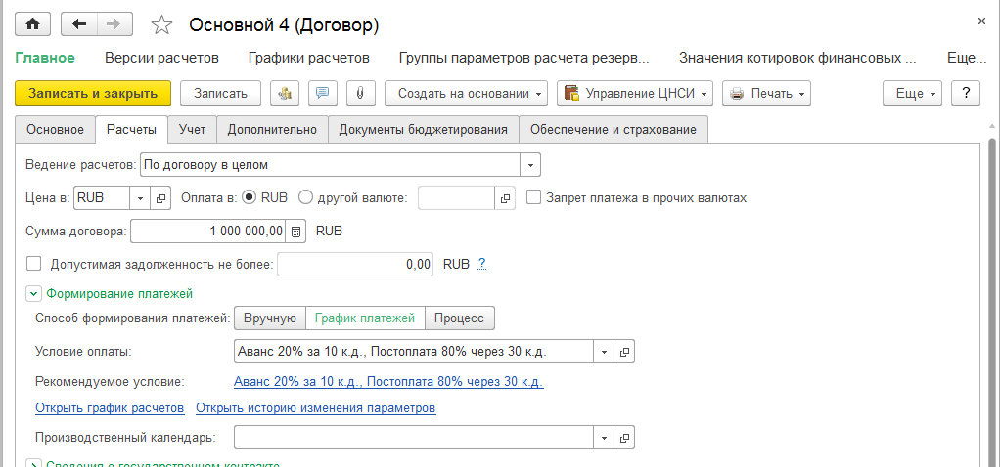 Основной 4 (Договор)
Главное Версии расчетов Графики расчетов Группы параметров расчета резерв... Значения котировок финансовых ... Еще...
Записать и закрыть Записать Создать на основании Управление ЦНСИ Печать Еще ?
Основное Расчеты Учет Дополнительно Документы бюджетирования Обеспечение и страхование
Ведение расчетов: По договору в целом
Цена в: RUB Оплата в: RUB другой валюте: Запрет платежа в прочих валютах
Сумма договора: 1 000 000,00 RUB
Допустимая задолженность не более: 0,00 RUB ?
Формирование платежей
Способ формирования платежей: Вручную График платежей Процесс
Условие оплаты: Аванс 20% за 10 к.д., Постоплата 80% через 30 к.д.
Рекомендуемое условие: Аванс 20% за 10 к.д., Постоплата 80% через 30 к.д.
Открыть график расчетов Открыть историю изменения параметров
Производственный календарь:
Сведения о государственном контракте